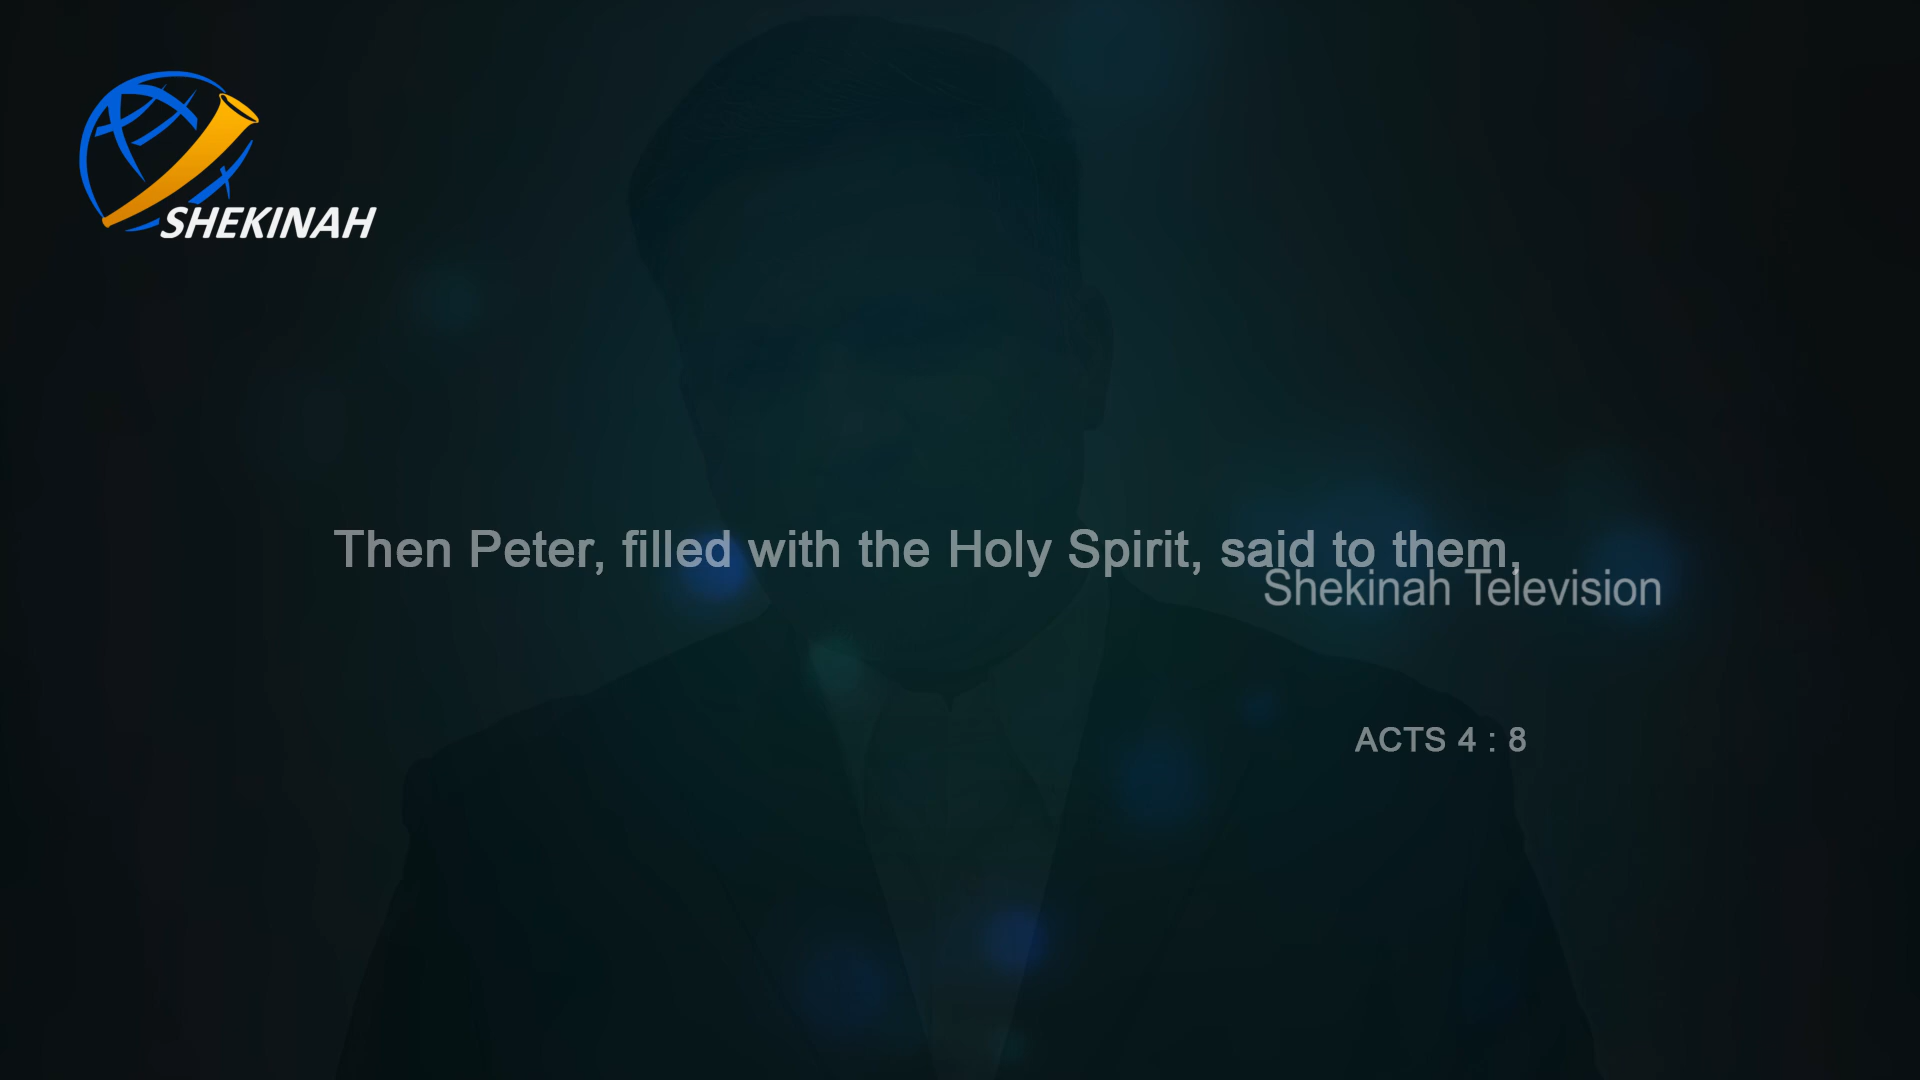 SHEKINAH
Then Peter, filled with the Holy Spirit, said to them,
Shekinah Television
ACTS 4 : 8